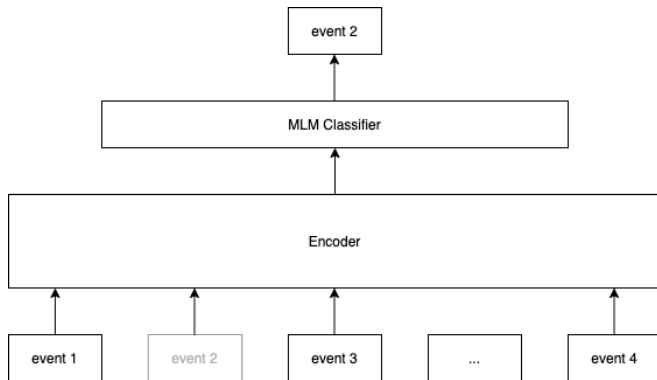 event 2
MLM Classifier
Encoder
event 1
event 2
event 3
...
event 4